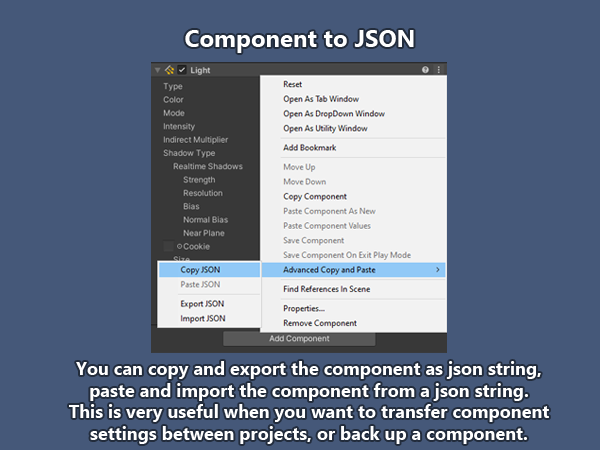 Component to JSON
Light
Type
Color
Mode
Intensity
Indirect Multiplier
Shadow Type
Realtime Shadows
Strength
Resolution
Bias
Normal Bias
Near Plane
Cookie
Size
Reset
Open As Tab Window
Open As DropDown Window
Open As Utility Window
Add Bookmark
Move Up
Move Down
Copy Component
Paste Component As New
Paste Component Values
Save Component
Save Component On Exit Play Mode
Advanced Copy and Paste
Find References In Scene
Properties...
Remove Component
Copy JSON
Paste JSON
Export JSON
Import JSON
Add Component
You can copy and export the component as json string,
paste and import the component from a json string.
This is very useful when you want to transfer component
settings between projects, or back up a component.